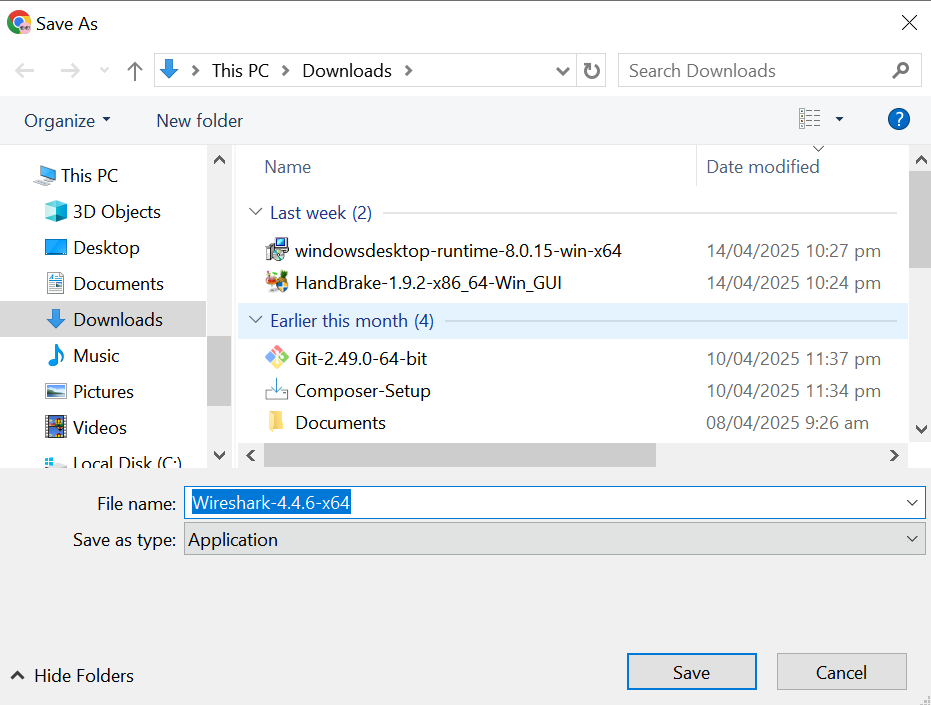 Save As
This PC Downloads
Search Downloads
Organize New folder
?
Name Date modified
This PC
3D Objects
Desktop
Documents
Downloads
Music
Pictures
Videos
Local Disk (C:)
Last week (2)
windowsdesktop-runtime-8.0.15-win-x64 14/04/2025 10:27 pm
HandBrake-1.9.2-x86_64-Win_GUI 14/04/2025 10:24 pm
Earlier this month (4)
Git-2.49.0-64-bit 10/04/2025 11:37 pm
Composer-Setup 10/04/2025 11:34 pm
Documents 08/04/2025 9:26 am
File name: Wireshark-4.4.6-x64
Save as type: Application
Hide Folders
Save Cancel